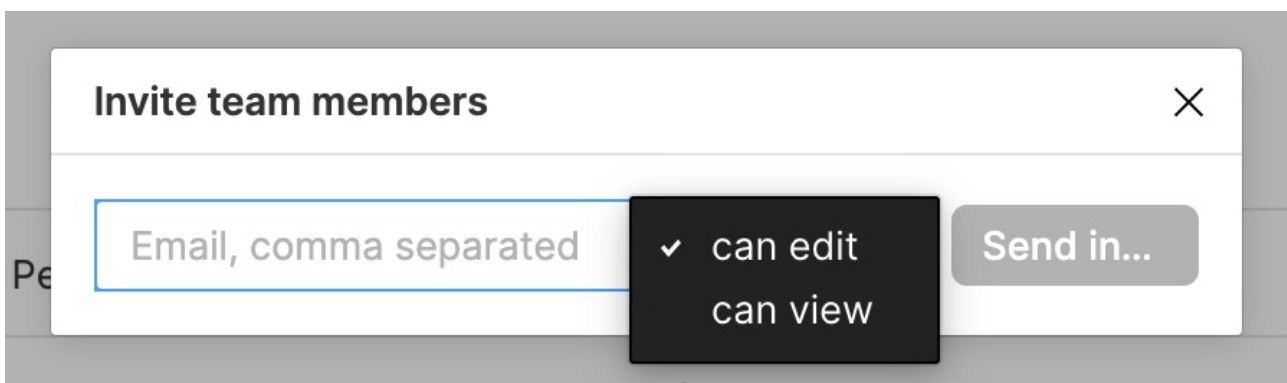 Invite team members
Email, comma separated
can edit
Send in...
can view
Pe